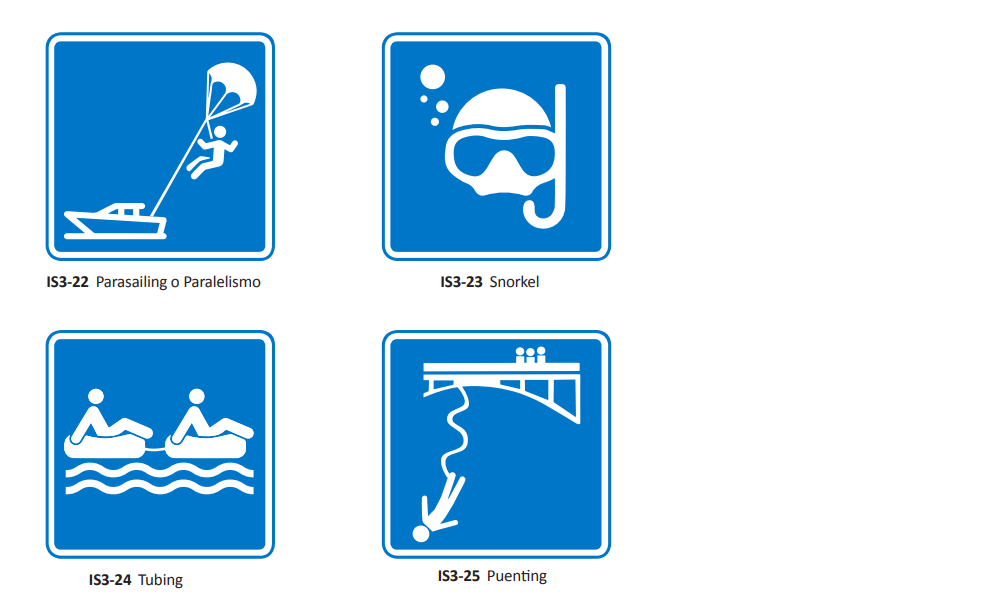 IS3-22 Parasailing o Paralelismo
IS3-23 Snorkel
IS3-24 Tubing
IS3-25 Puenting